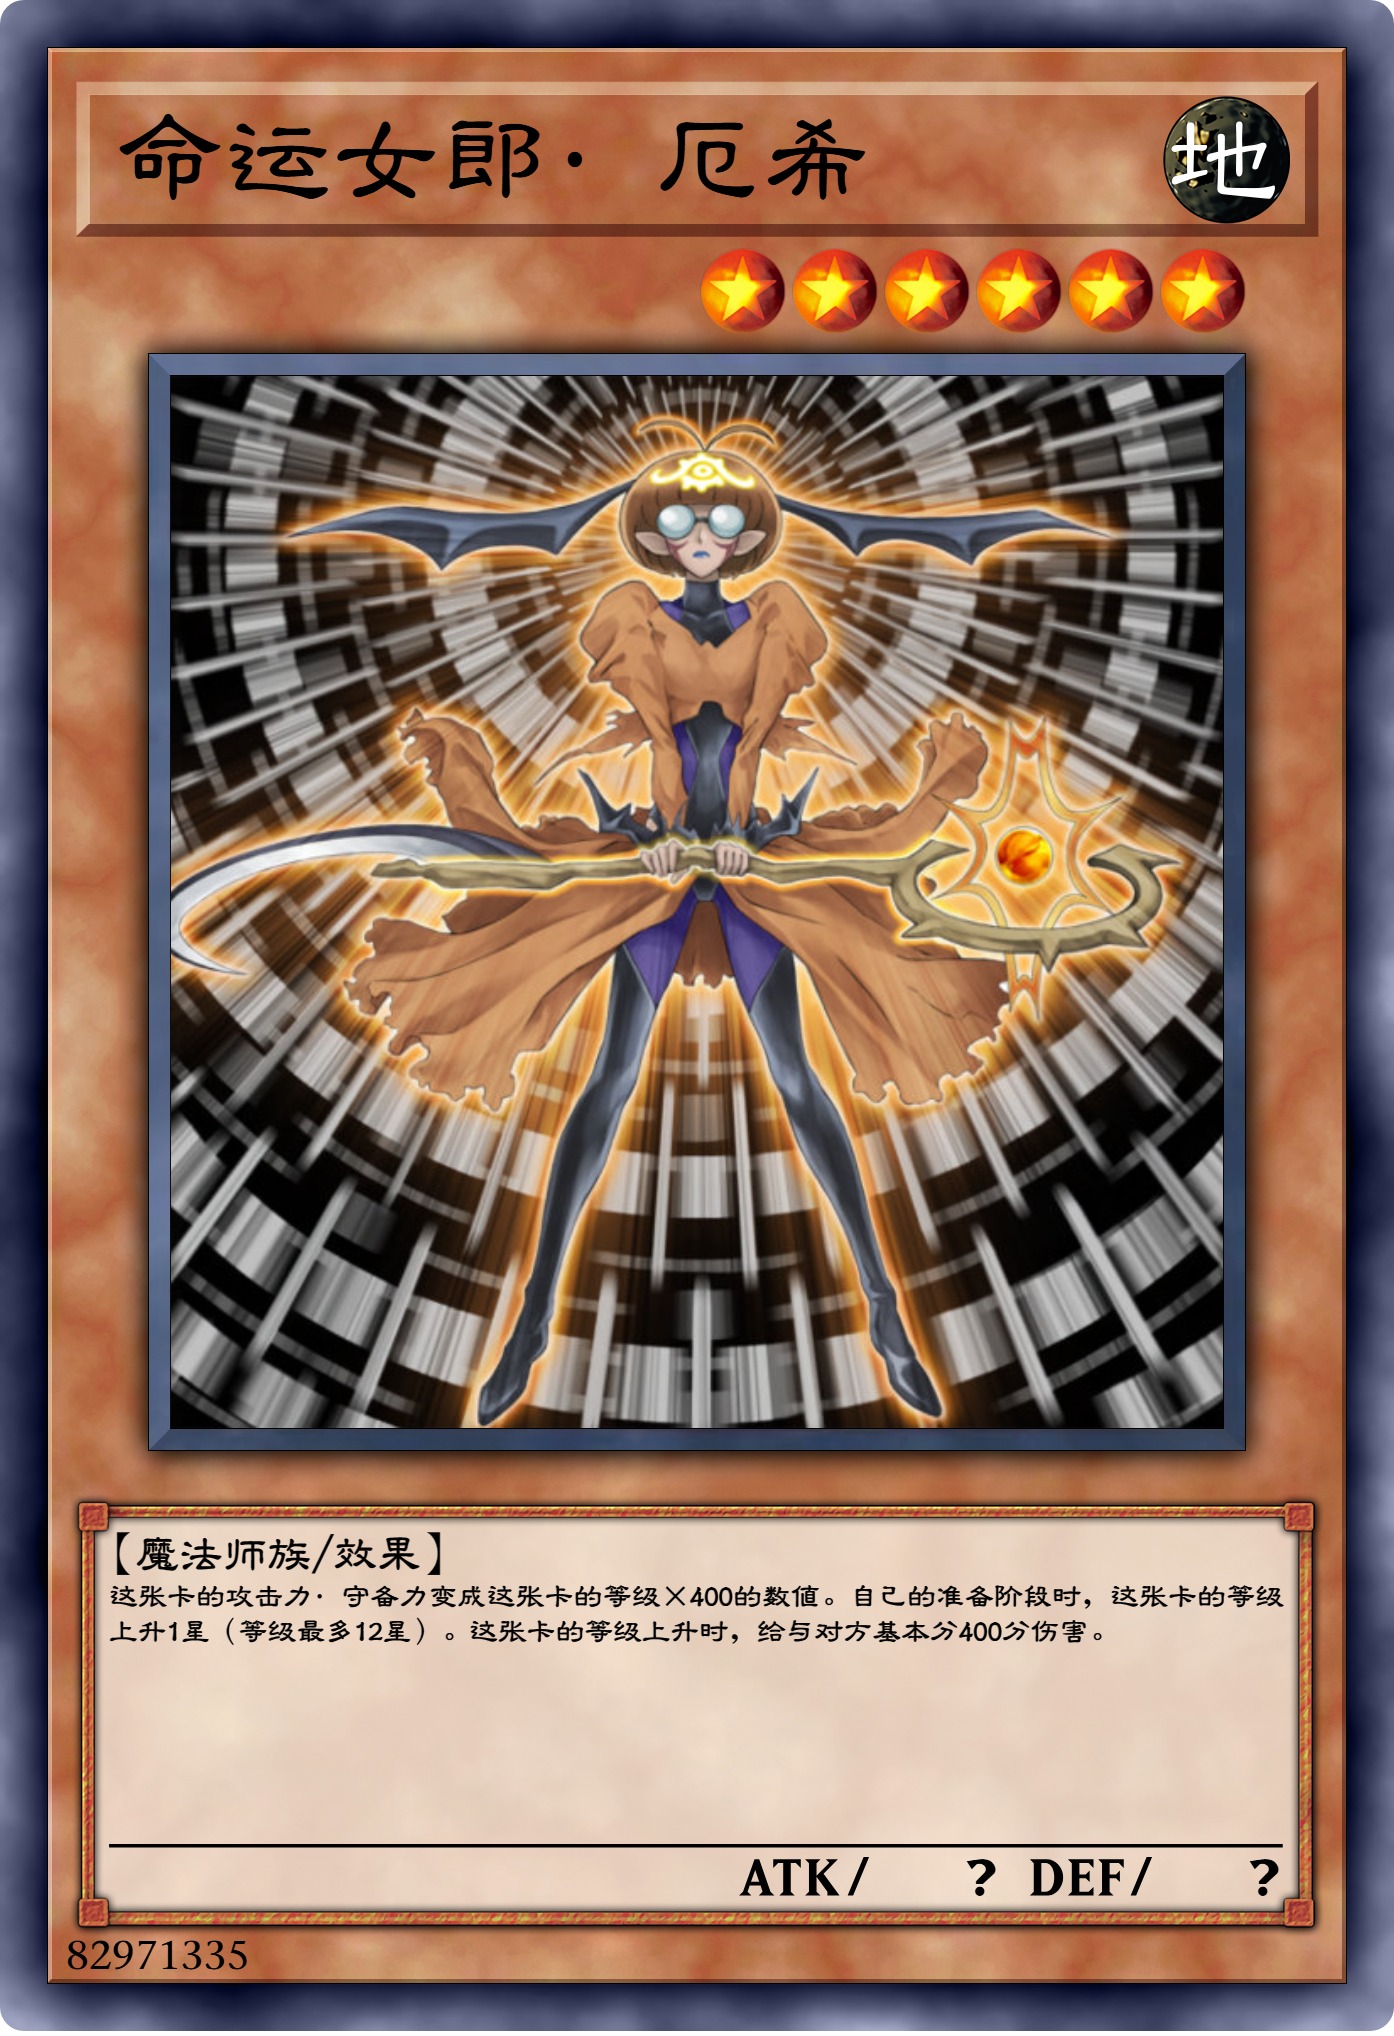 命运女郎· 厄希
地
【魔法师族/效果】
这张卡的攻击力·守备力变成这张卡的等级×400的数值。自己的准备阶段时，这张卡的等级
上升1星（等级最多12星）。这张卡的等级上升时，给与对方基本分400分伤害。
ATK/ ? DEF/ ?
82971335